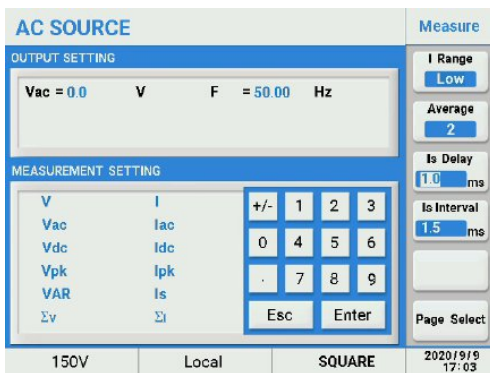 AC SOURCE
Measure
OUTPUT SETTING
Vac = 0.0 V F = 50.00 Hz
I Range
Low
Average
2
Is Delay
1.0 ms
Is Interval
1.5 ms
Page Select
MEASUREMENT SETTING
V I
Vac Iac
Vdc Idc
Vpk Ipk
VAR Is
Σv Σı
+/- 1 2 3
0 4 5 6
. 7 8 9
Esc Enter
150V Local SQUARE 2020/9/9
17:03